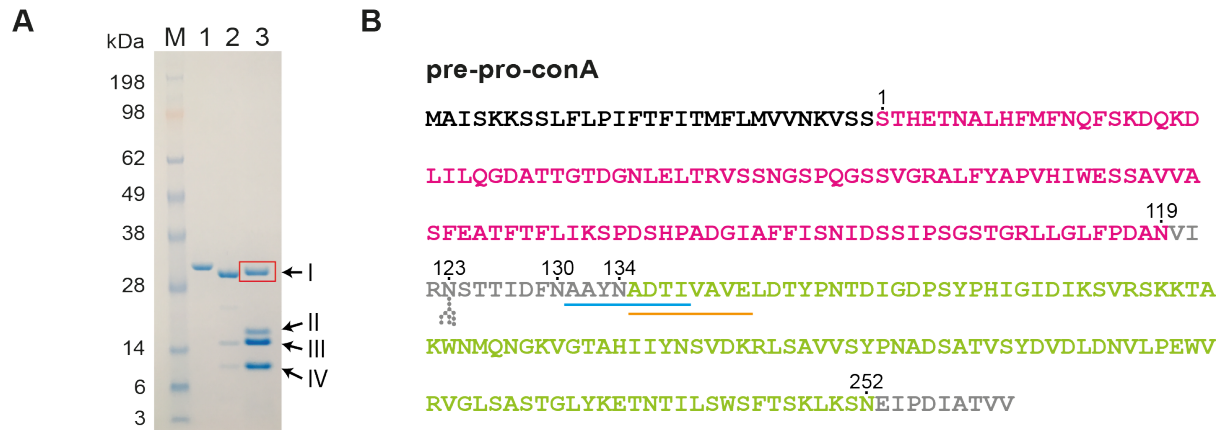 A
B
kDa M 1 2 3
198
98
62
49
38
28
14
6
3
I
II
III
IV
pre-pro-conA
1
MAISKKSSLFLPIFTFITMFLMVVNKVSSSTHETNALHFMFNQFSKDQKD
LILQGDATTGTDGNLELTRVSSNGSPQGSSVGRALFYAPVHIWESSAVVA
119
SFEATFTFLIKSPDSHPADGIAFFISNIDSSIPSGSTGRLLGLFPDANVI
123 130 134
RNSTTIDFNAAYNADTIVAVELDTYPNTDIGDPSYPHIGIDIKSVRSKKTA
KWNMQNGKVGTAHIIYNSVDKRLSAVVSYPNADSATVSYDVDLDNVLPEWV
252
RVGLSASTGLYKETNTILSWSFTSKLKSNEIPDIATVV